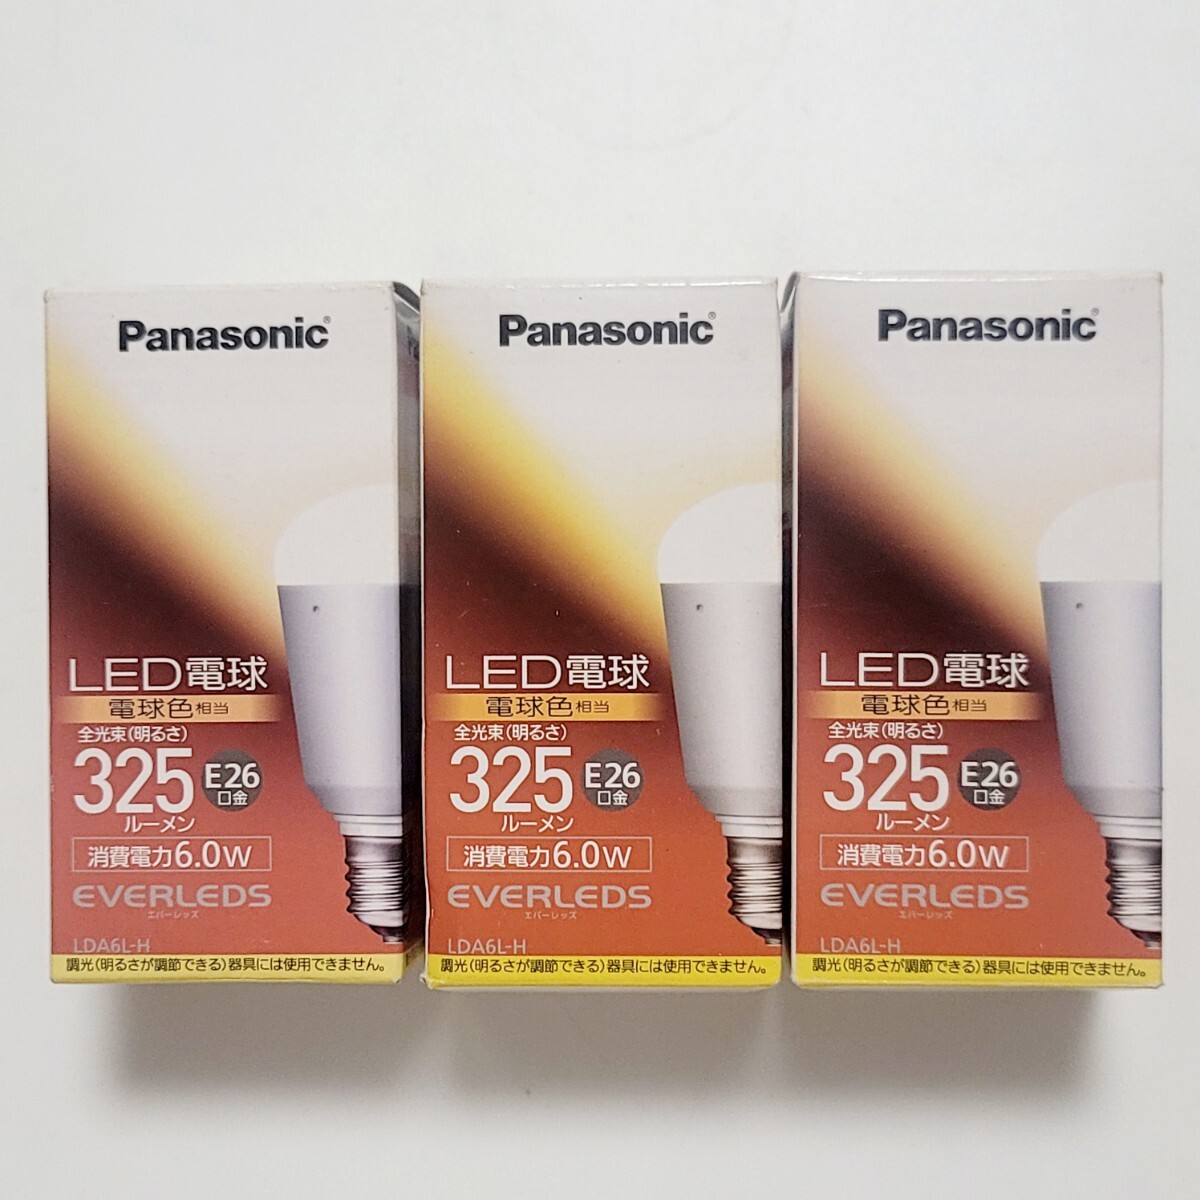 Panasonic®
LED電球
電球色相当
全光束(明るさ)
325
ルーメン
E26
口金
消費電力6.0W
EVERLEDS
エバーレッズ
LDA6L-H
調光(明るさが調節できる)器具には使用できません。
Panasonic®
LED電球
電球色相当
全光束(明るさ)
325
ルーメン
E26
口金
消費電力6.0W
EVERLEDS
エバーレッズ
LDA6L-H
調光(明るさが調節できる)器具には使用できません。
Panasonic®
LED電球
電球色相当
全光束(明るさ)
325
ルーメン
E26
口金
消費電力6.0W
EVERLEDS
エバーレッズ
LDA6L-H
調光(明るさが調節できる)器具には使用できません。